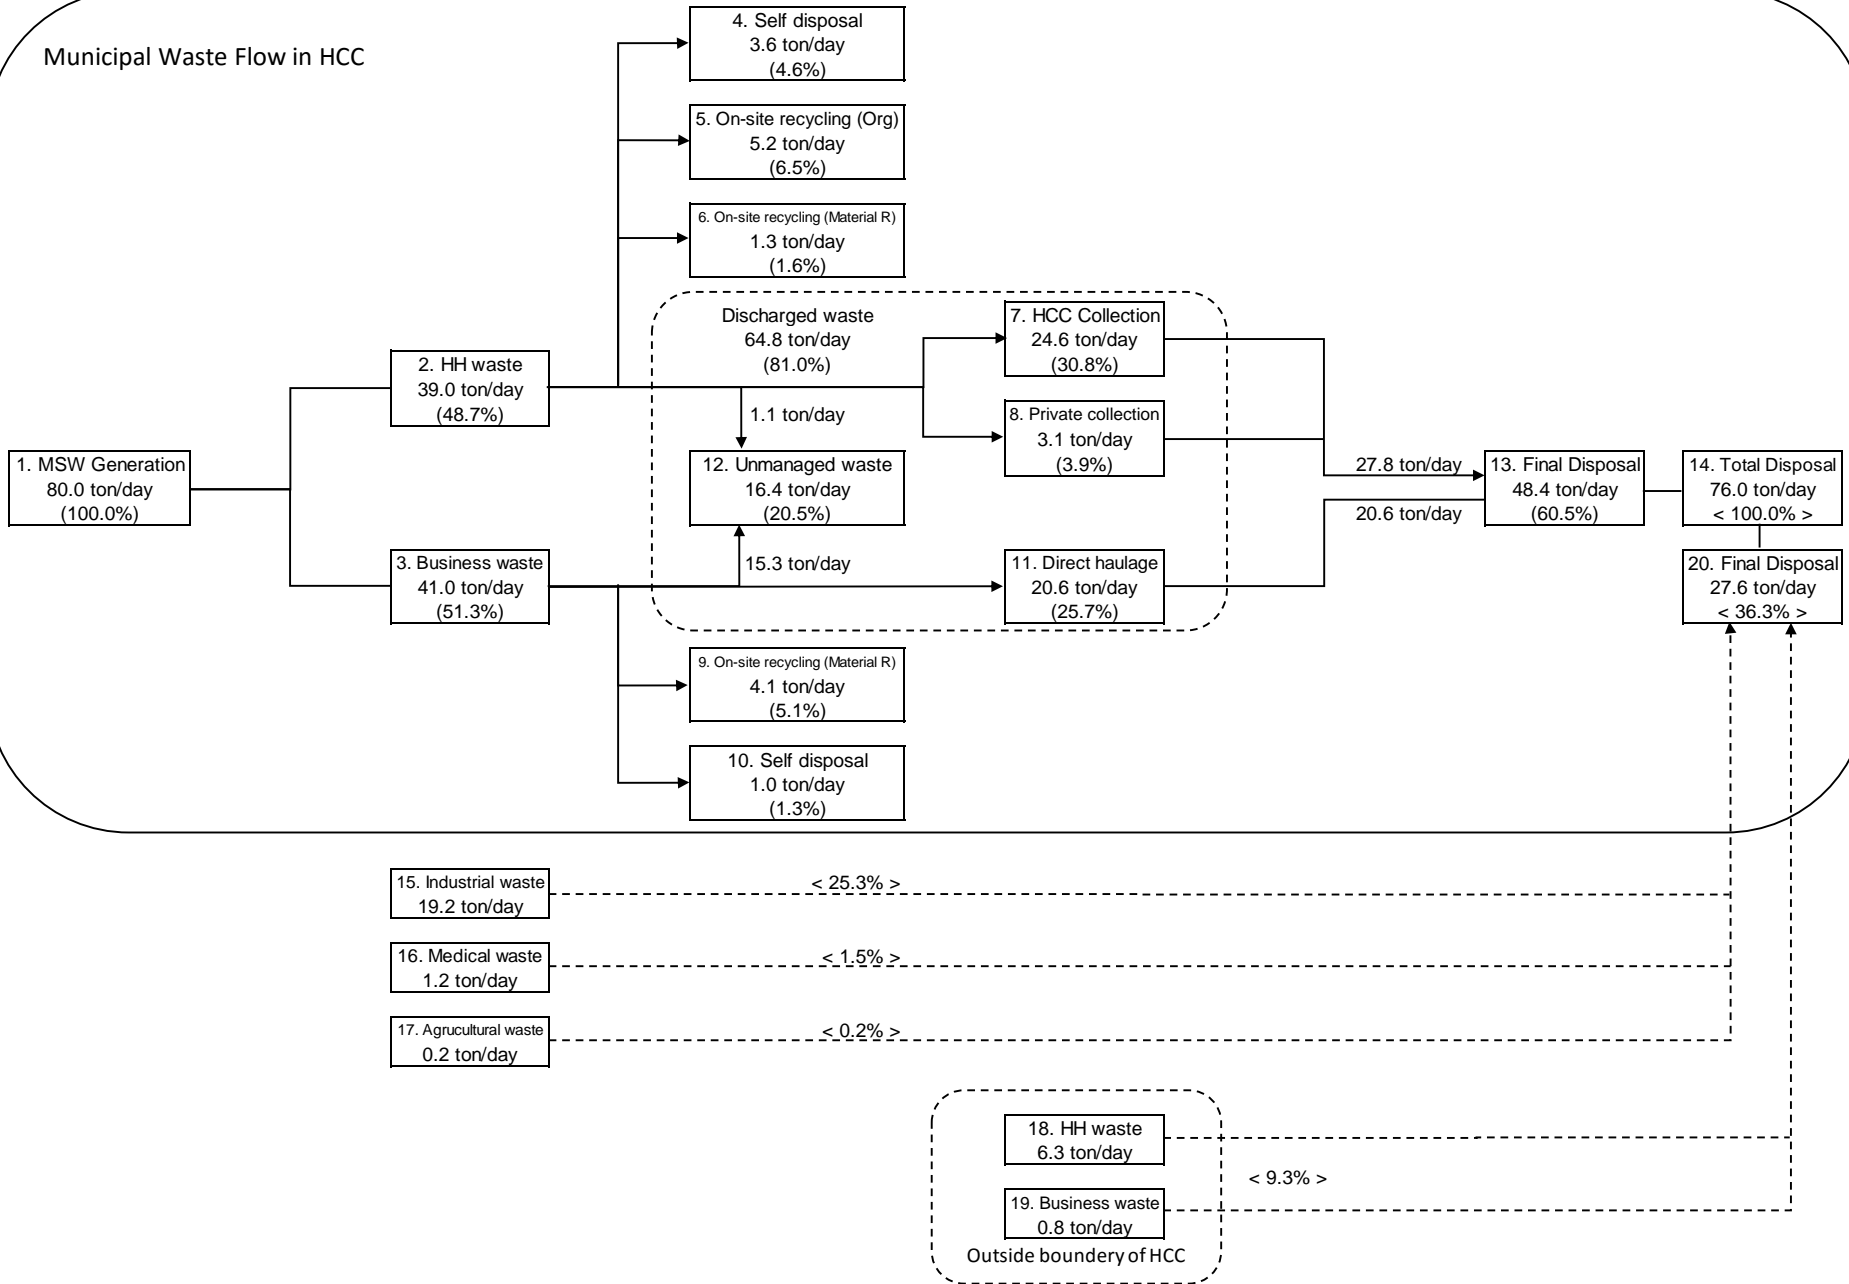 Municipal Waste Flow in HCC
4. Self disposal
3.6 ton/day
(4.6%)
5. On-site recycling (Org)
5.2 ton/day
(6.5%)
6. On-site recycling (Material R)
1.3 ton/day
(1.6%)
Discharged waste
64.8 ton/day
(81.0%)
7. HCC Collection
24.6 ton/day
(30.8%)
2. HH waste
39.0 ton/day
(48.7%)
1.1 ton/day
8. Private collection
3.1 ton/day
(3.9%)
1. MSW Generation
80.0 ton/day
(100.0%)
12. Unmanaged waste
16.4 ton/day
(20.5%)
27.8 ton/day
20.6 ton/day
13. Final Disposal
48.4 ton/day
(60.5%)
14. Total Disposal
76.0 ton/day
< 100.0% >
3. Business waste
41.0 ton/day
(51.3%)
15.3 ton/day
11. Direct haulage
20.6 ton/day
(25.7%)
20. Final Disposal
27.6 ton/day
< 36.3% >
9. On-site recycling (Material R)
4.1 ton/day
(5.1%)
10. Self disposal
1.0 ton/day
(1.3%)
15. Industrial waste
19.2 ton/day
< 25.3% >
16. Medical waste
1.2 ton/day
< 1.5% >
17. Agrucultural waste
0.2 ton/day
< 0.2% >
18. HH waste
6.3 ton/day
< 9.3% >
19. Business waste
0.8 ton/day
Outside boundery of HCC